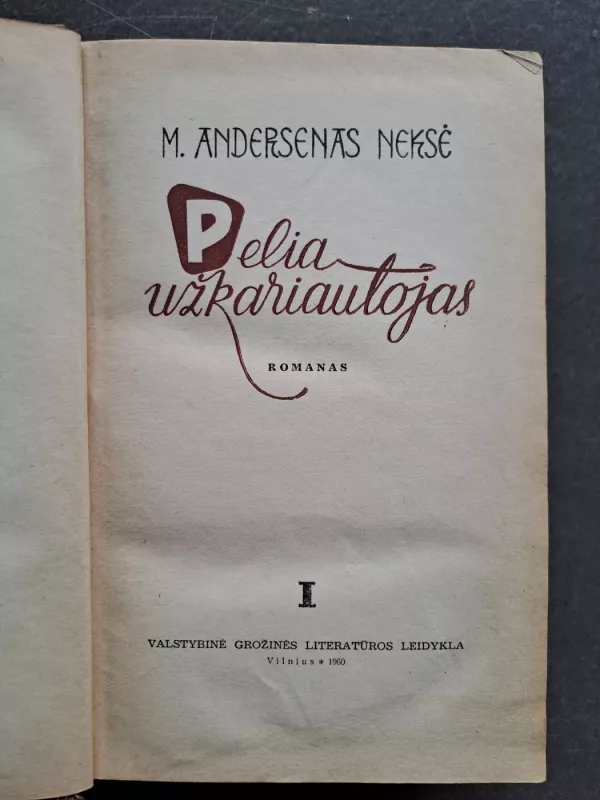 M. ANDERSENAS NEKSĖ
Pelia
užkariautojas
ROMANAS
I
VALSTYBINĖ GROŽINĖS LITERATŪROS LEIDYKLA
Vilnius * 1960